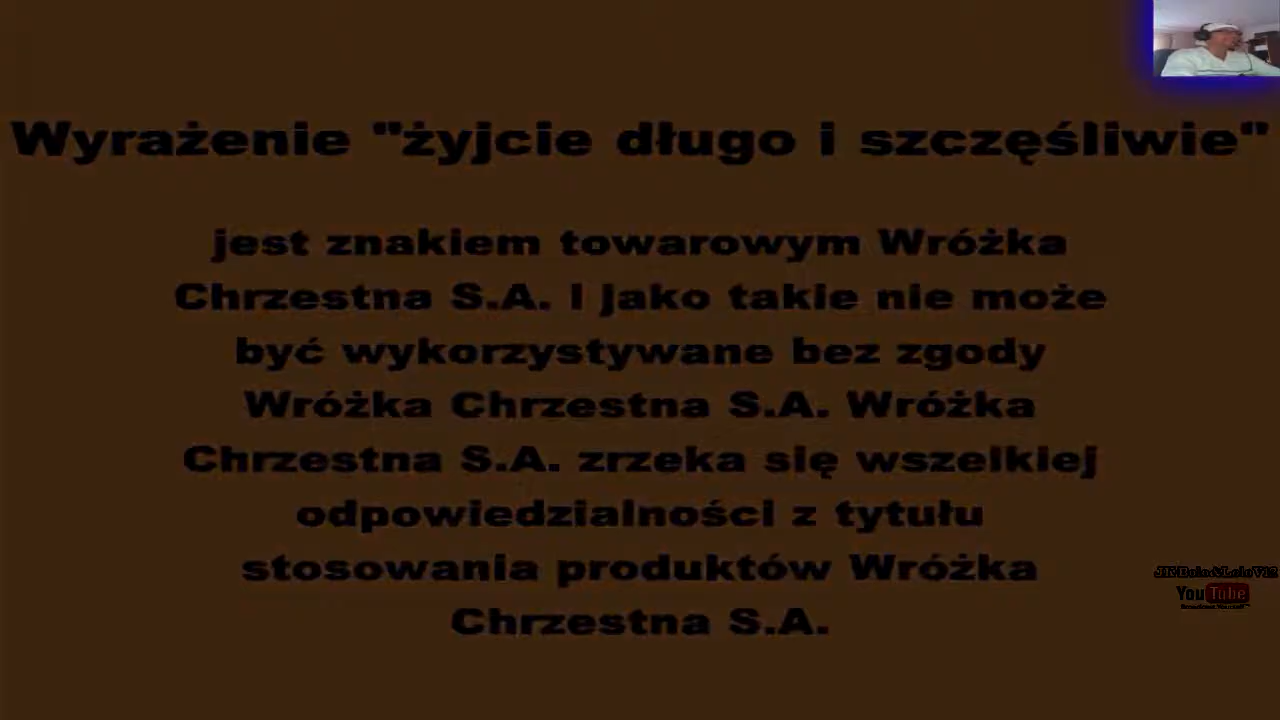 Wyrażenie "żyjcie długo i szczęśliwie"
jest znakiem towarowym Wróżka
Chrzestna S.A. I jako takie nie może
być wykorzystywane bez zgody
Wróżka Chrzestna S.A. Wróżka
Chrzestna S.A. zrzeka się wszelkiej
odpowiedzialności z tytułu
stosowania produktów Wróżka
Chrzestna S.A.
YouTube